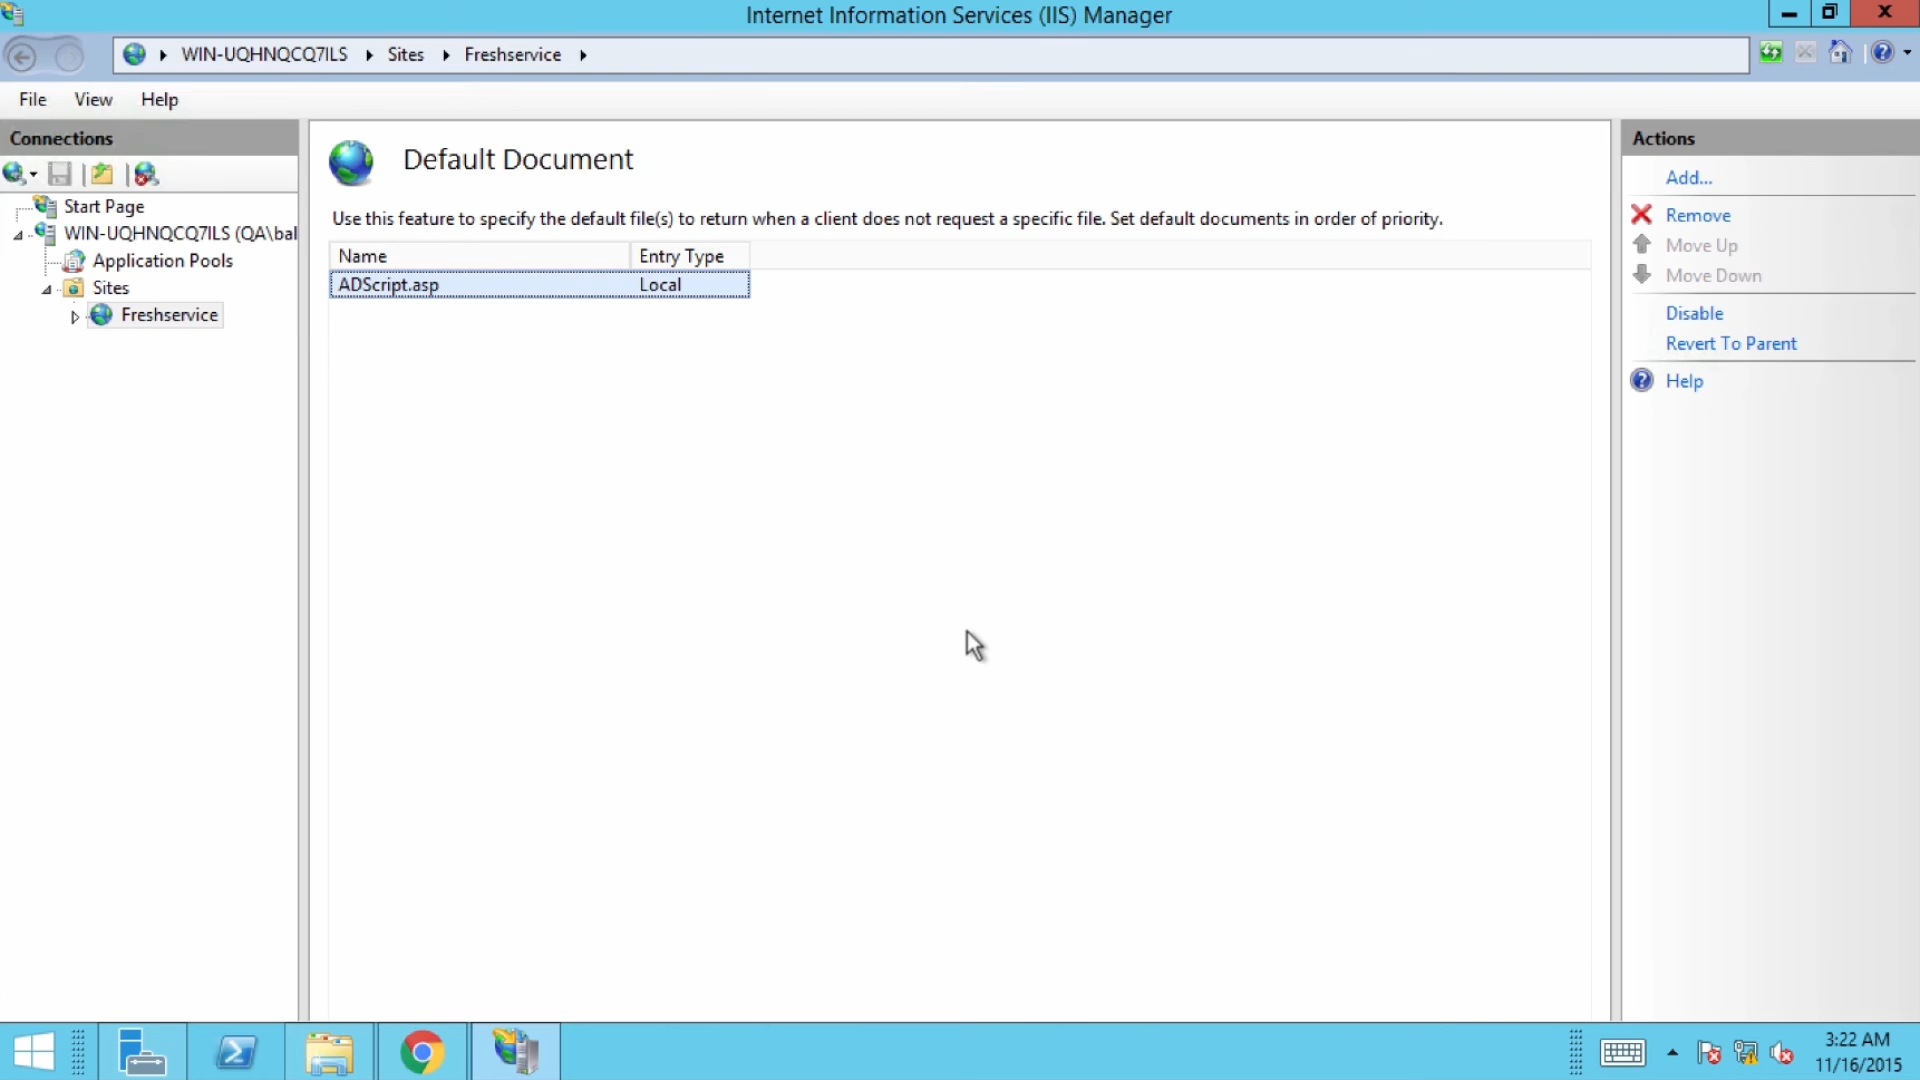 Internet Information Services (IIS) Manager
WIN-UQHNQCQ7ILS Sites Freshservice
File View Help
Connections
Start Page
WIN-UQHNQCQ7ILS (QA\bal
Application Pools
Sites
Freshservice
Default Document
Use this feature to specify the default file(s) to return when a client does not request a specific file. Set default documents in order of priority.
Name Entry Type
ADScript.asp Local
Actions
Add...
Remove
Move Up
Move Down
Disable
Revert To Parent
Help
3:22 AM
11/16/2015